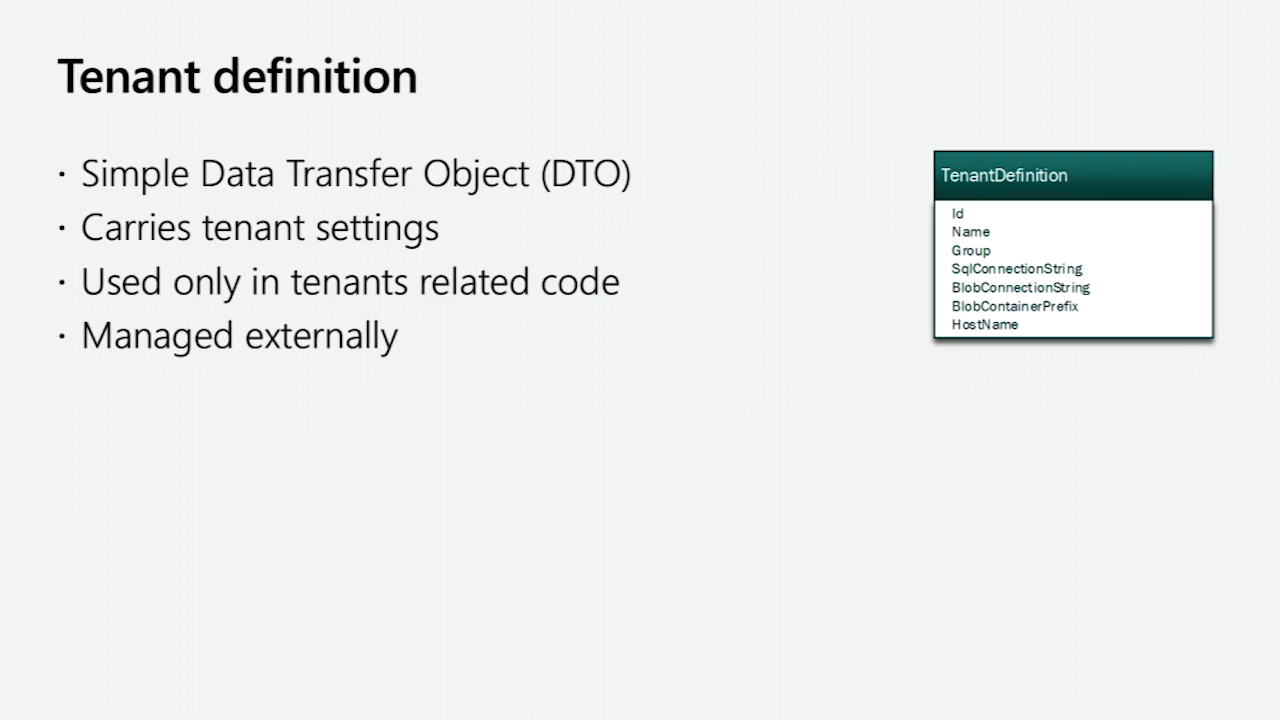 Tenant definition
· Simple Data Transfer Object (DTO)
· Carries tenant settings
· Used only in tenants related code
· Managed externally
TenantDefinition
Id
Name
Group
SqlConnectionString
BlobConnectionString
BlobContainerPrefix
HostName